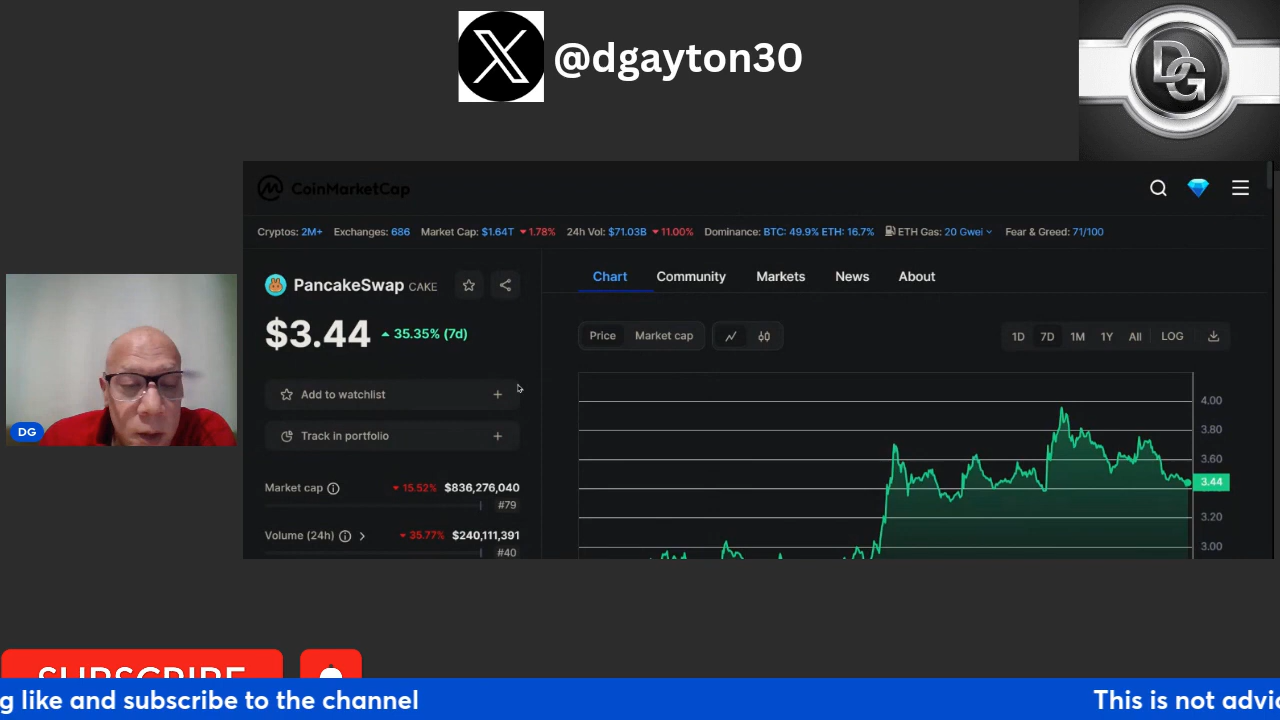 @dgayton30
DG
CoinMarketCap
Cryptos: 2M+ Exchanges: 686 Market Cap: $1.64T 1.78% 24h Vol: $71.03B 11.00% Dominance: BTC: 49.9% ETH: 16.7% ETH Gas: 20 Gwei Fear & Greed: 71/100
PancakeSwap CAKE
$3.44 35.35% (7d)
Add to watchlist
Track in portfolio
Market cap 15.52% $836,276,040
#79
Volume (24h) 35.77% $240,111,391
#40
Chart Community Markets News About
Price Market cap 1D 7D 1M 1Y All LOG
4.00
3.80
3.60
3.44
3.20
3.00
DG
SUBSCRIBE
g like and subscribe to the channel This is not advic